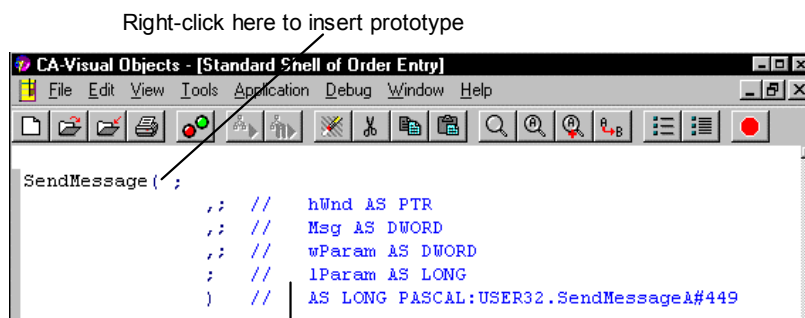 Right-click here to insert prototype
CA-Visual Objects - [Standard Shell of Order Entry]
File Edit View Tools Application Debug Window Help
SendMessage( ;
,; // hWnd AS PTR
,; // Msg AS DWORD
,; // wParam AS DWORD
; // lParam AS LONG
) // AS LONG PASCAL:USER32.SendMessageA#449